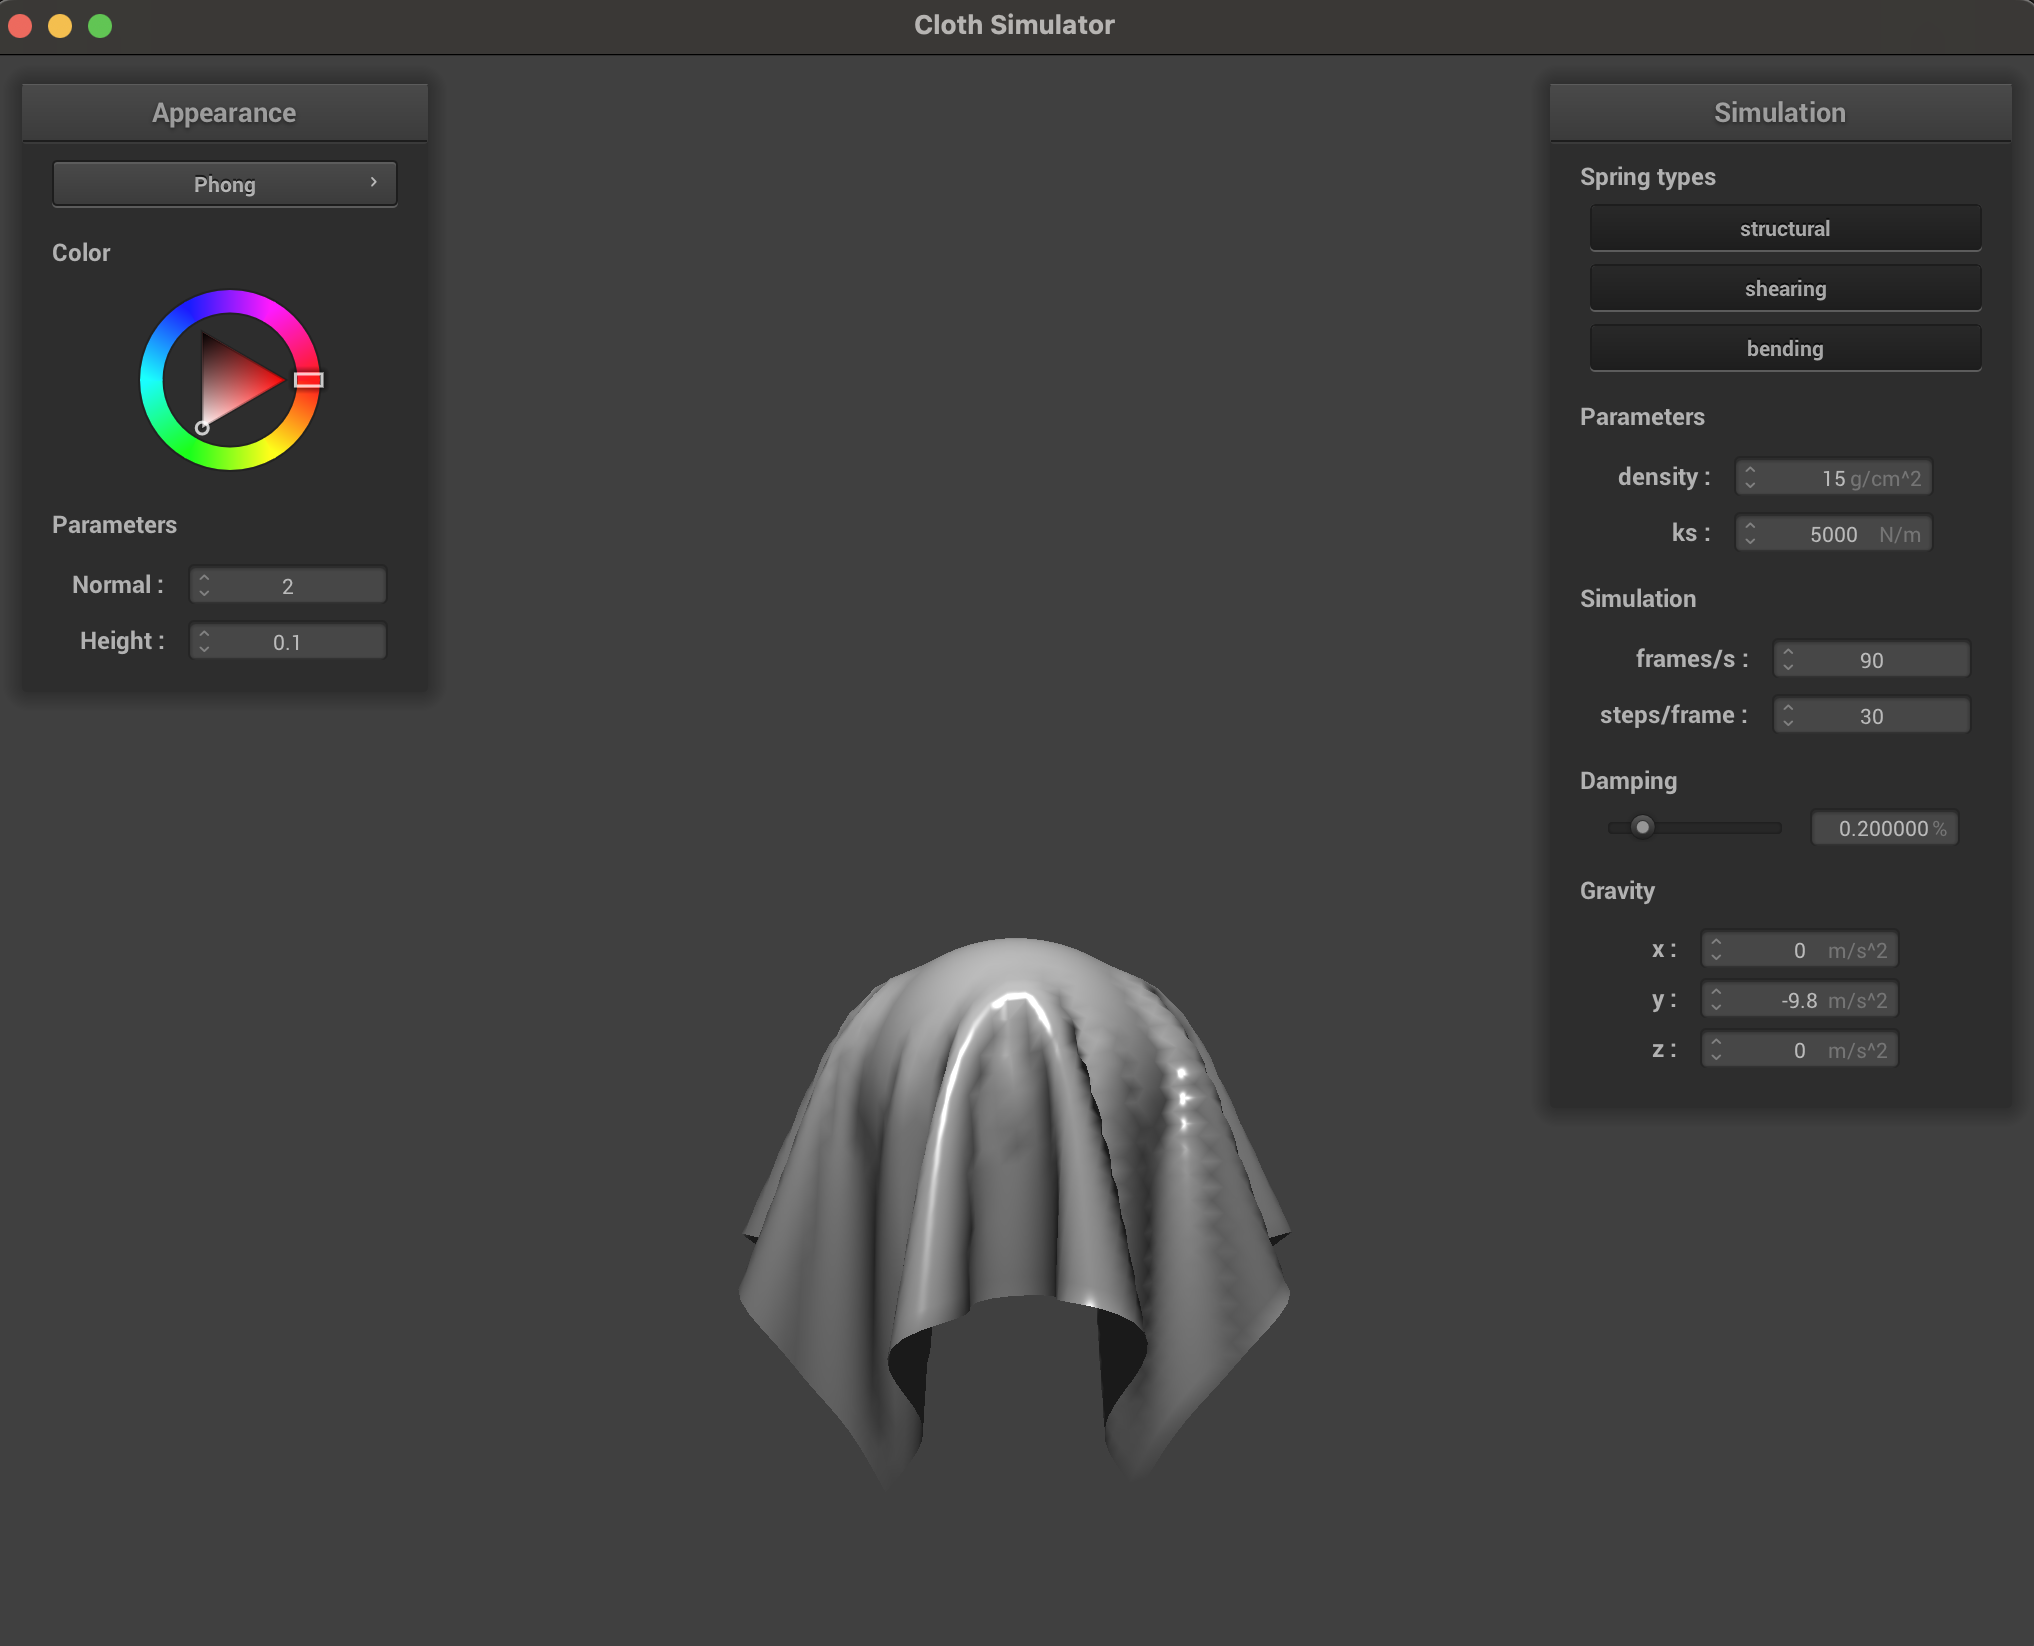 Cloth Simulator
Appearance
Phong
Color
Parameters
Normal : 2
Height : 0.1
Simulation
Spring types
structural
shearing
bending
Parameters
density : 15 g/cm^2
ks : 5000 N/m
Simulation
frames/s : 90
steps/frame : 30
Damping
0.200000 %
Gravity
x : 0 m/s^2
y : -9.8 m/s^2
z : 0 m/s^2